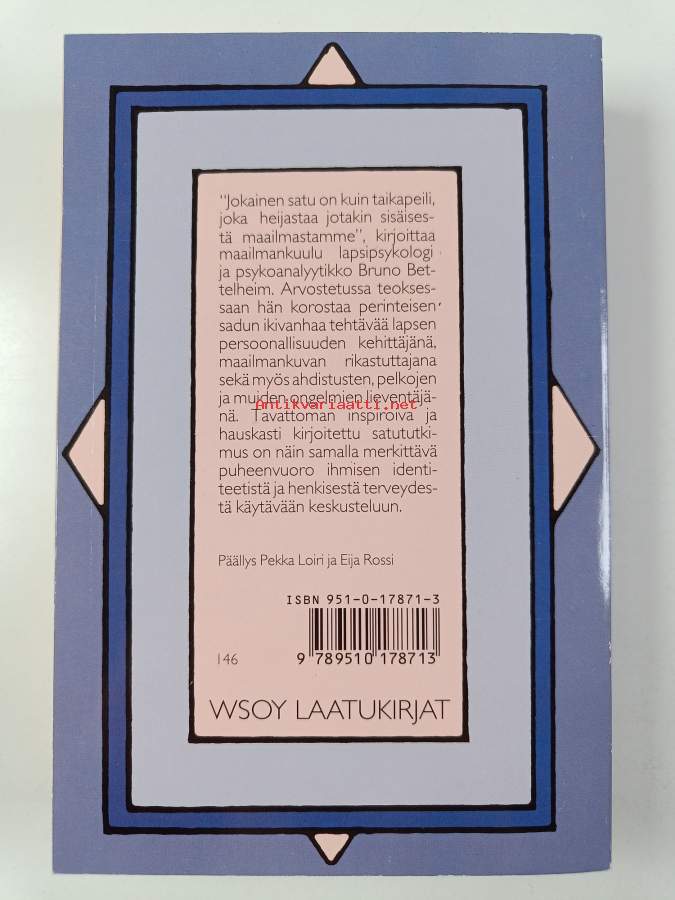 "Jokainen satu on kuin taikapeili,
joka heijastaa jotakin sisäises-
tä maailmastamme", kirjoittaa
maailmankuulu lapsipsykologi
ja psykoanalyytikko Bruno Bet-
telheim. Arvostetussa teokses-
saan hän korostaa perinteisen
sadun ikivanhaa tehtävää lapsen
persoonallisuuden kehittäjänä,
maailmankuvan rikastuttajana
sekä myös ahdistusten, pelkojen
ja muiden ongelmien lieventäjä-
Antikvariaatti.net
nä. Tavattoman inspiroiva ja
hauskasti kirjoitettu satututki-
mus on näin samalla merkittävä
puheenvuoro ihmisen identi-
teetistä ja henkisestä terveydes-
tä käytävään keskusteluun.
Päällys Pekka Loiri ja Eija Rossi
ISBN 951-0-17871-3
146
9 789510 178713
WSOY LAATUKIRJAT